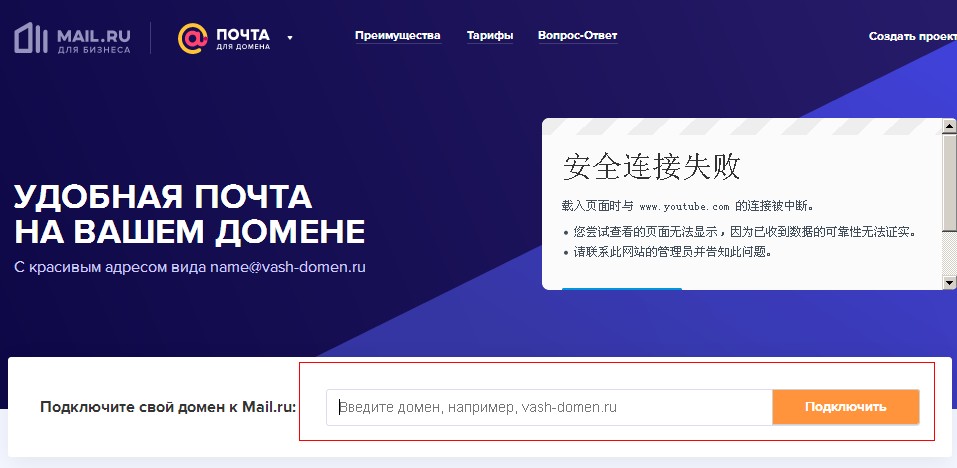 MAIL.RU
ДЛЯ БИЗНЕСА
ПОЧТА
ДЛЯ ДОМЕНА
Преимущества Тарифы Вопрос-Ответ Создать проект
УДОБНАЯ ПОЧТА
НА ВАШЕМ ДОМЕНЕ
С красивым адресом вида name@vash-domen.ru
安全连接失败
载入页面时与 www.youtube.com 的连接被中断。
• 您尝试查看的页面无法显示，因为已收到数据的可靠性无法证实。
• 请联系此网站的管理员并告知此问题。
Подключите свой домен к Mail.ru: Введите домен, например, vash-domen.ru Подключить